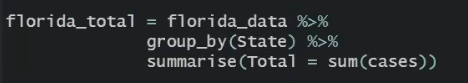 florida_total = florida_data %>%
group_by(State) %>%
summarise(Total = sum(cases))